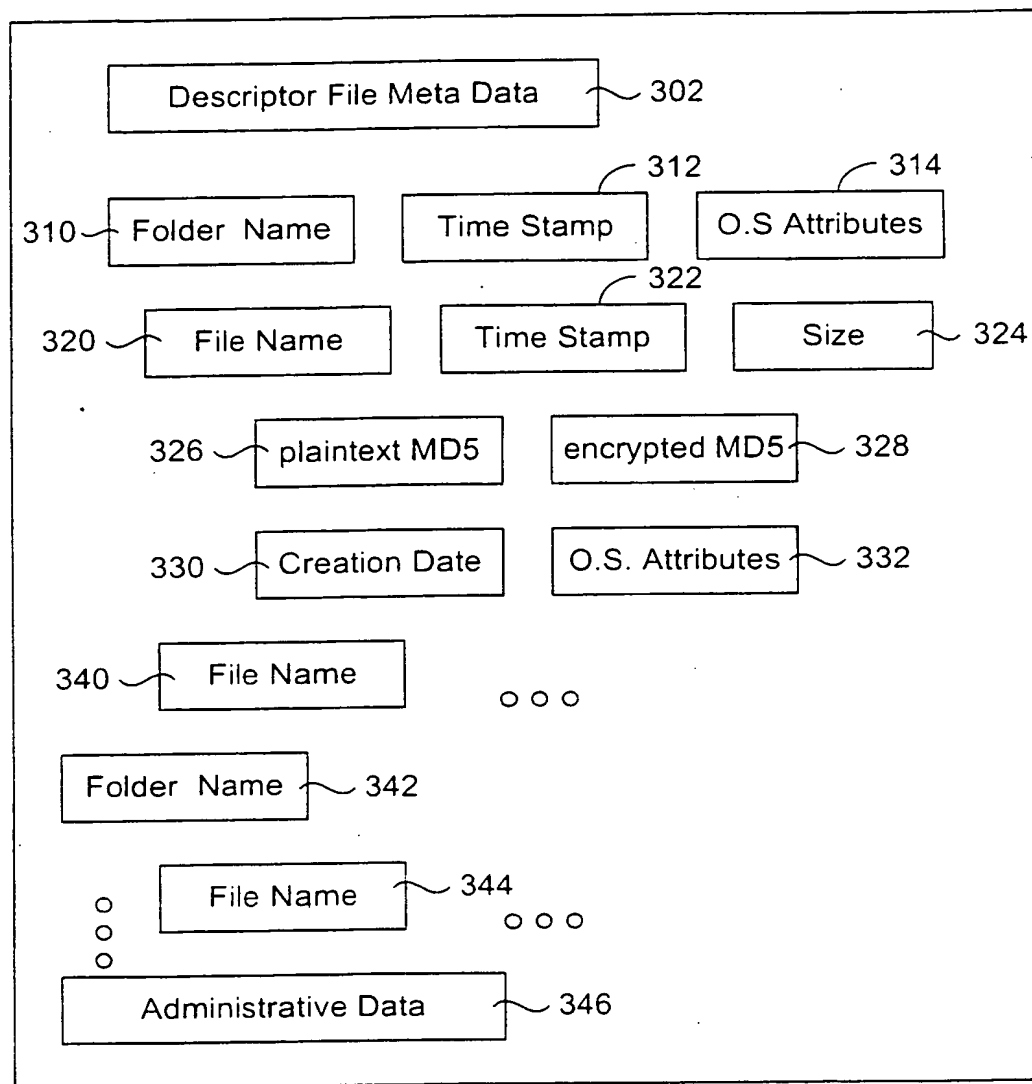 Descriptor File Meta Data 302
312 314
310 Folder Name Time Stamp O.S Attributes
322
320 File Name Time Stamp Size 324
326 plaintext MD5 encrypted MD5 328
330 Creation Date O.S. Attributes 332
340 File Name
Folder Name 342
File Name 344
Administrative Data 346